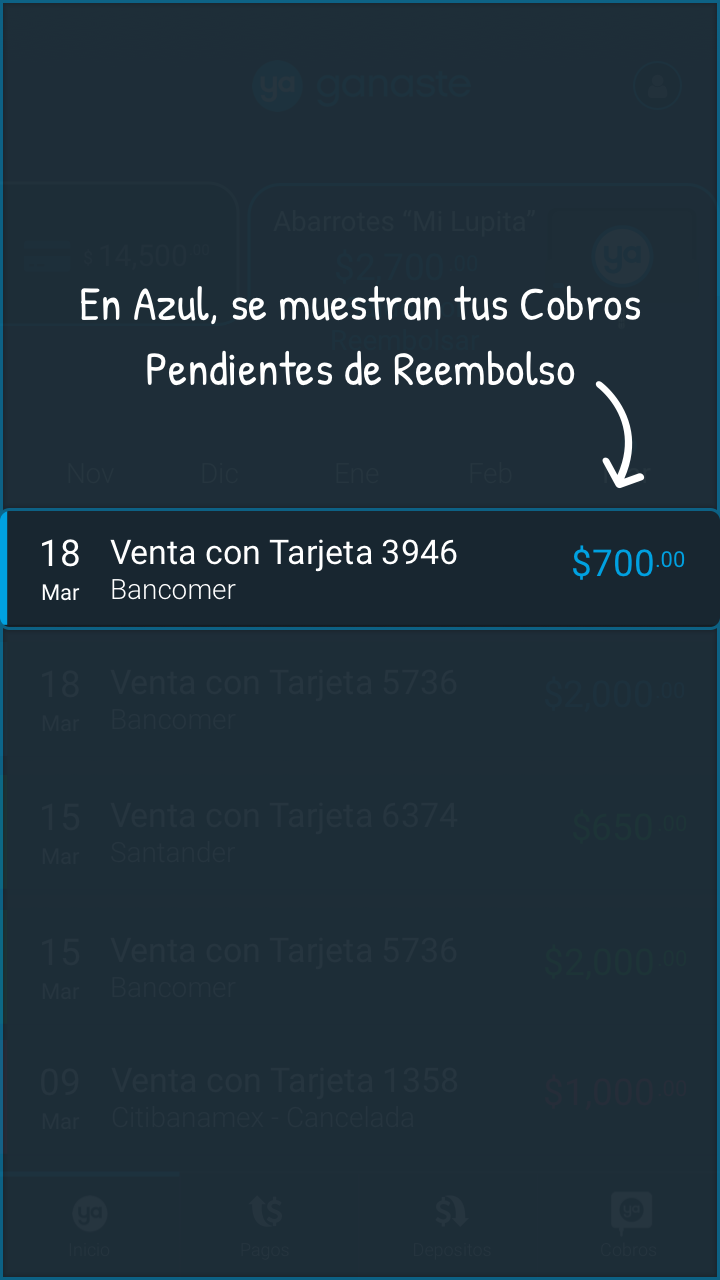 ya ganaste
Abarrotes "Mi Lupita"
$14,500.00
ya
En Azul, se muestran tus Cobros
Pendientes de Reembolso
Nov Dic Ene Feb
18 Venta con Tarjeta 3946 $700.00
Mar Bancomer
18 Venta con Tarjeta 5736 $2,000.00
Mar Bancomer
15 Venta con Tarjeta 6374 $650.00
Mar Santander
15 Venta con Tarjeta 5736 $2,000.00
Mar Bancomer
09 Venta con Tarjeta 1358 $1,000.00
Mar Citibanamex - Cancelada
ya $ $ ya
Inicio Pagos Depósitos Cobros